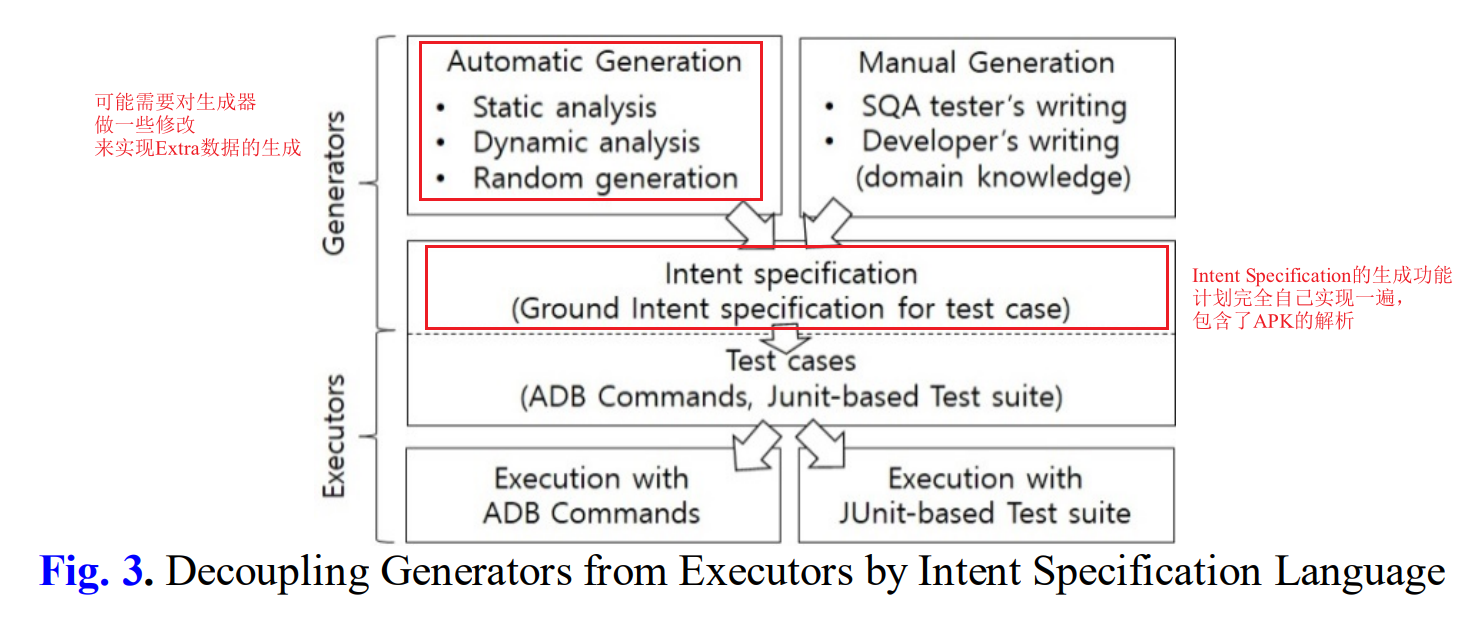 Automatic Generation
• Static analysis
• Dynamic analysis
• Random generation
Manual Generation
• SQA tester's writing
• Developer's writing
(domain knowledge)
可能需要对生成器
做一些修改
来实现Extra数据的生成
Generators
Intent specification
(Ground Intent specification for test case)
Intent Specification的生成功能
计划完全自己实现一遍，
包含了APK的解析
Test cases
(ADB Commands, Junit-based Test suite)
Executors
Execution with
ADB Commands
Execution with
JUnit-based Test suite
Fig. 3. Decoupling Generators from Executors by Intent Specification Language